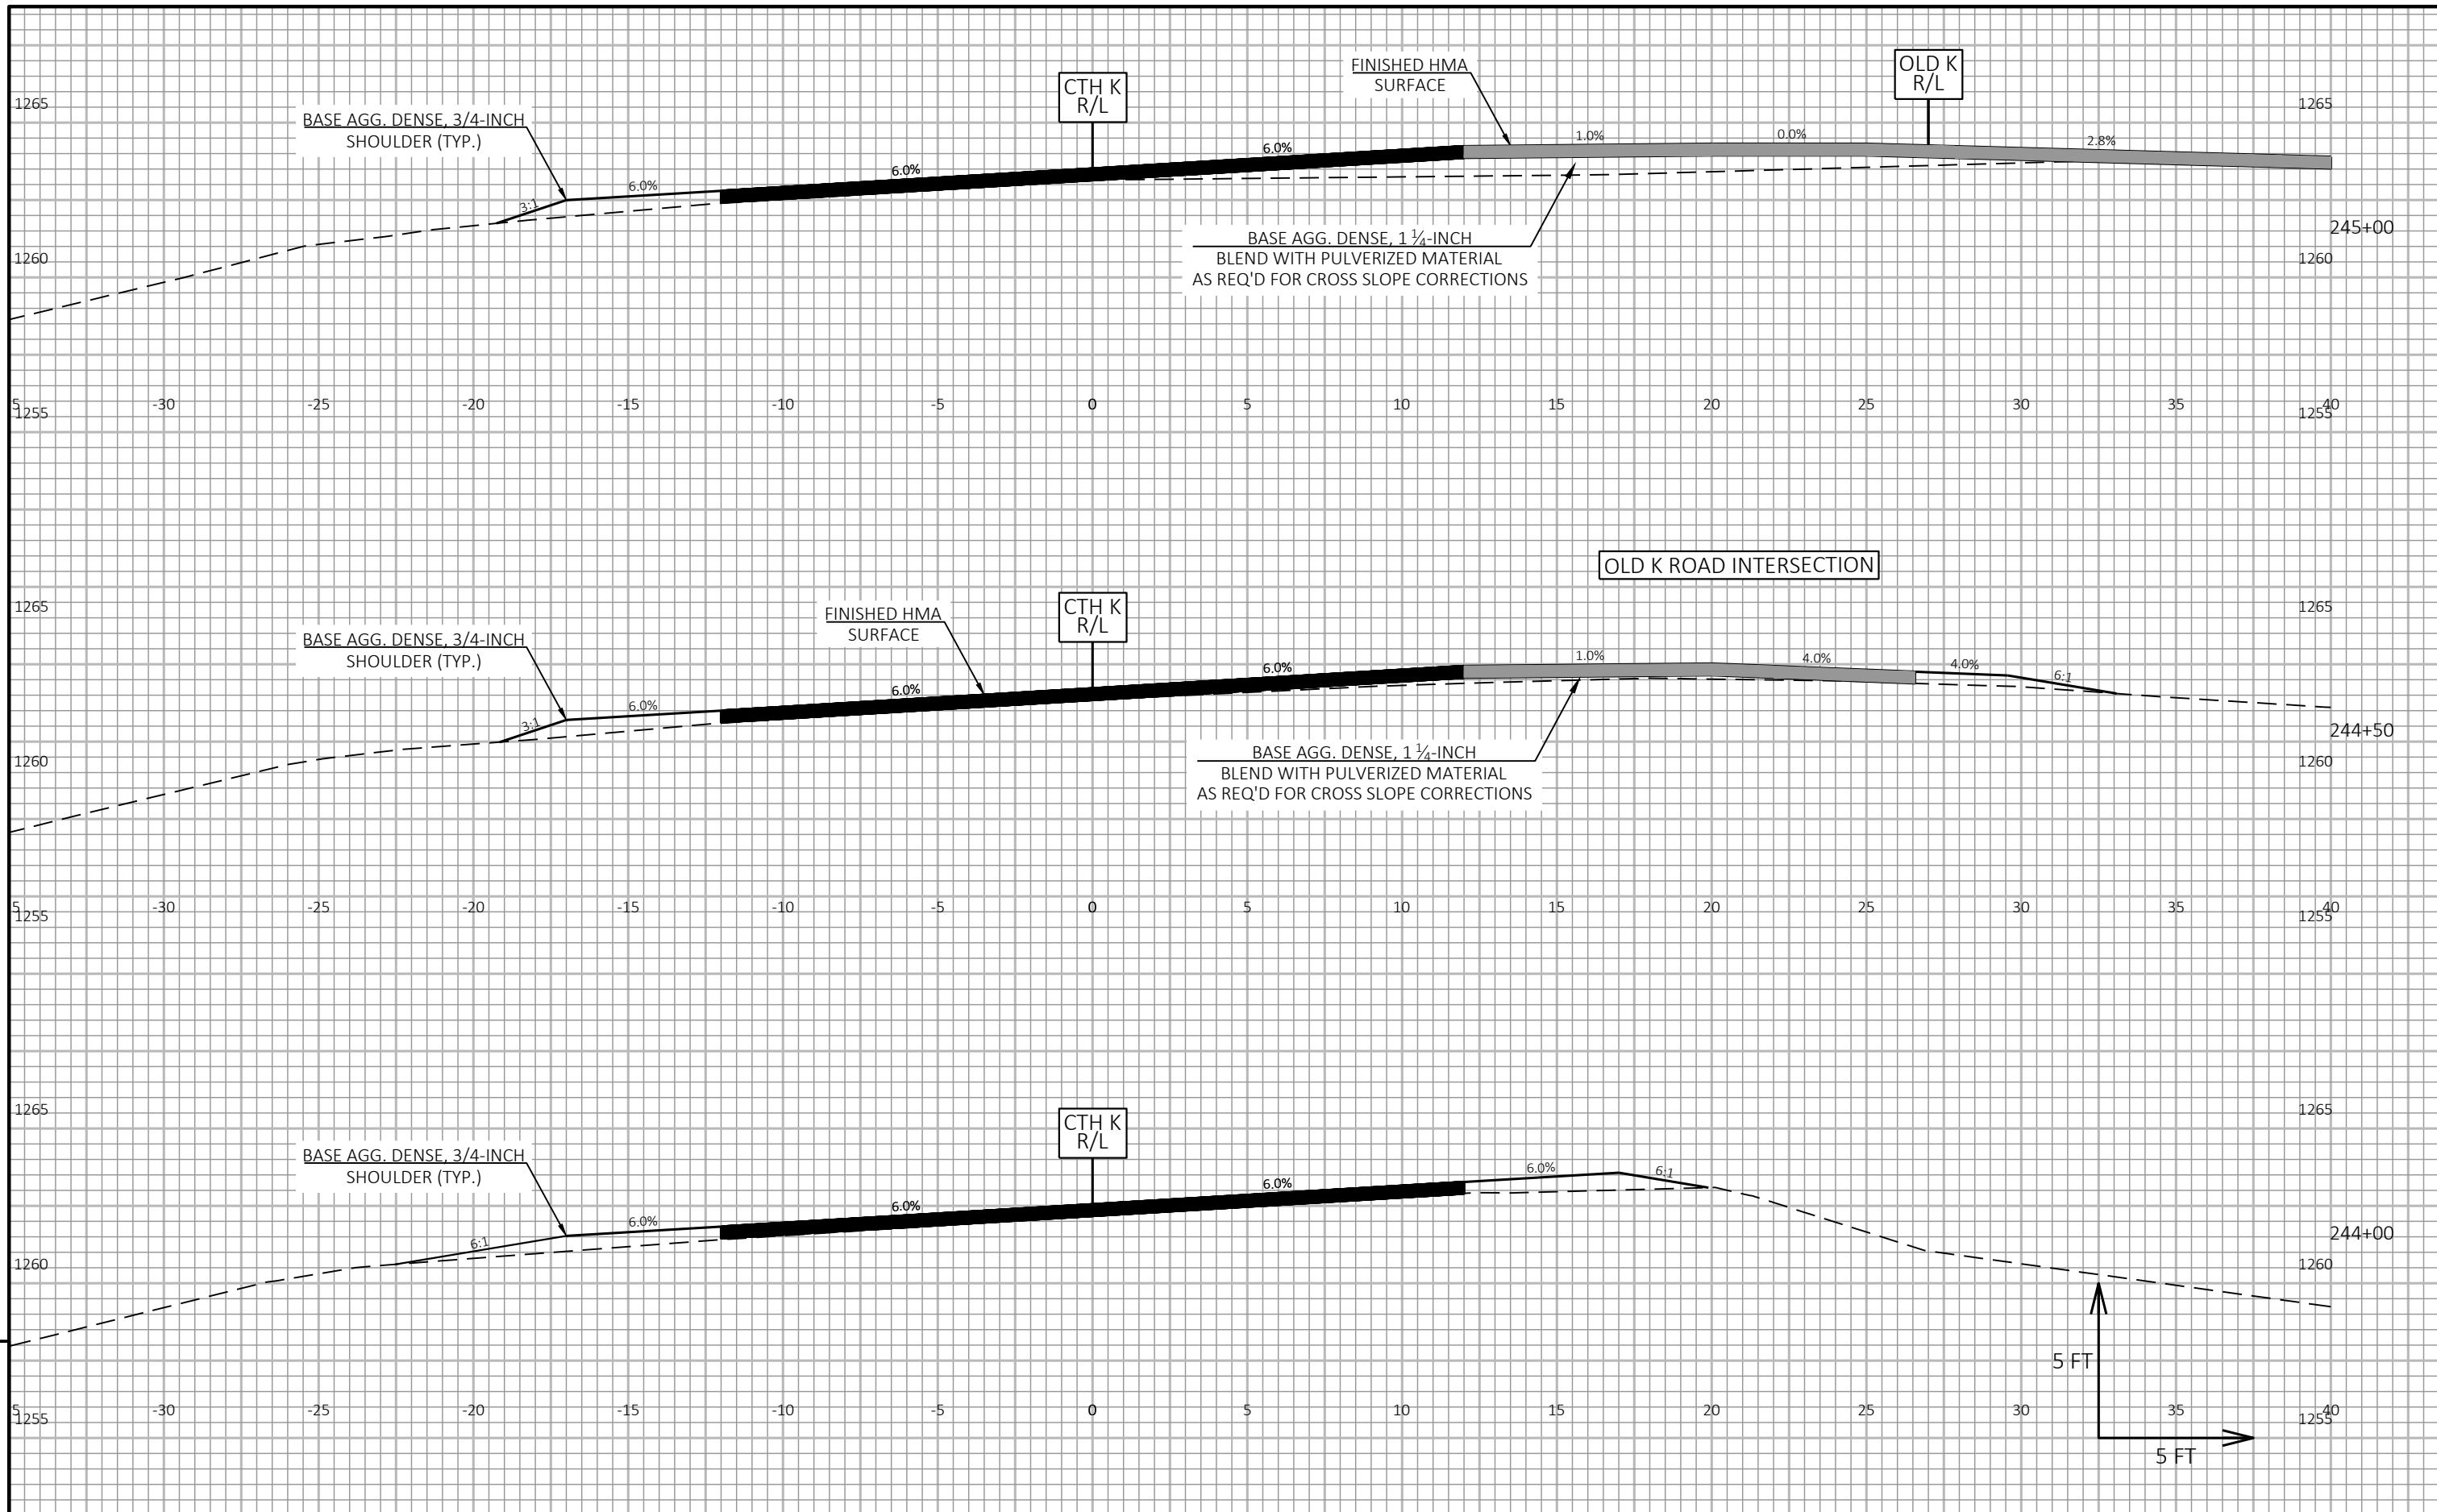 FINISHED HMA
SURFACE
OLD K
R/L
CTH K
R/L
1265
1265
BASE AGG. DENSE, 3/4-INCH
SHOULDER (TYP.)
3:1
6.0%
6.0%
6.0%
1.0%
0.0%
2.8%
BASE AGG. DENSE, 1 ¼-INCH
BLEND WITH PULVERIZED MATERIAL
AS REQ'D FOR CROSS SLOPE CORRECTIONS
245+00
1260
1260
5 -30 -25 -20 -15 -10 -5 0 5 10 15 20 25 30 35 40
1255
1255
OLD K ROAD INTERSECTION
1265
1265
FINISHED HMA
SURFACE
CTH K
R/L
BASE AGG. DENSE, 3/4-INCH
SHOULDER (TYP.)
3:1
6.0%
6.0%
6.0%
1.0%
4.0%
4.0%
6:1
BASE AGG. DENSE, 1 ¼-INCH
BLEND WITH PULVERIZED MATERIAL
AS REQ'D FOR CROSS SLOPE CORRECTIONS
244+50
1260
1260
5 -30 -25 -20 -15 -10 -5 0 5 10 15 20 25 30 35 40
1255
1255
1265
1265
CTH K
R/L
BASE AGG. DENSE, 3/4-INCH
SHOULDER (TYP.)
6:1
6.0%
6.0%
6.0%
6.0%
6:1
244+00
1260
1260
5 FT
5 -30 -25 -20 -15 -10 -5 0 5 10 15 20 25 30 35 40
1255
1255
5 FT